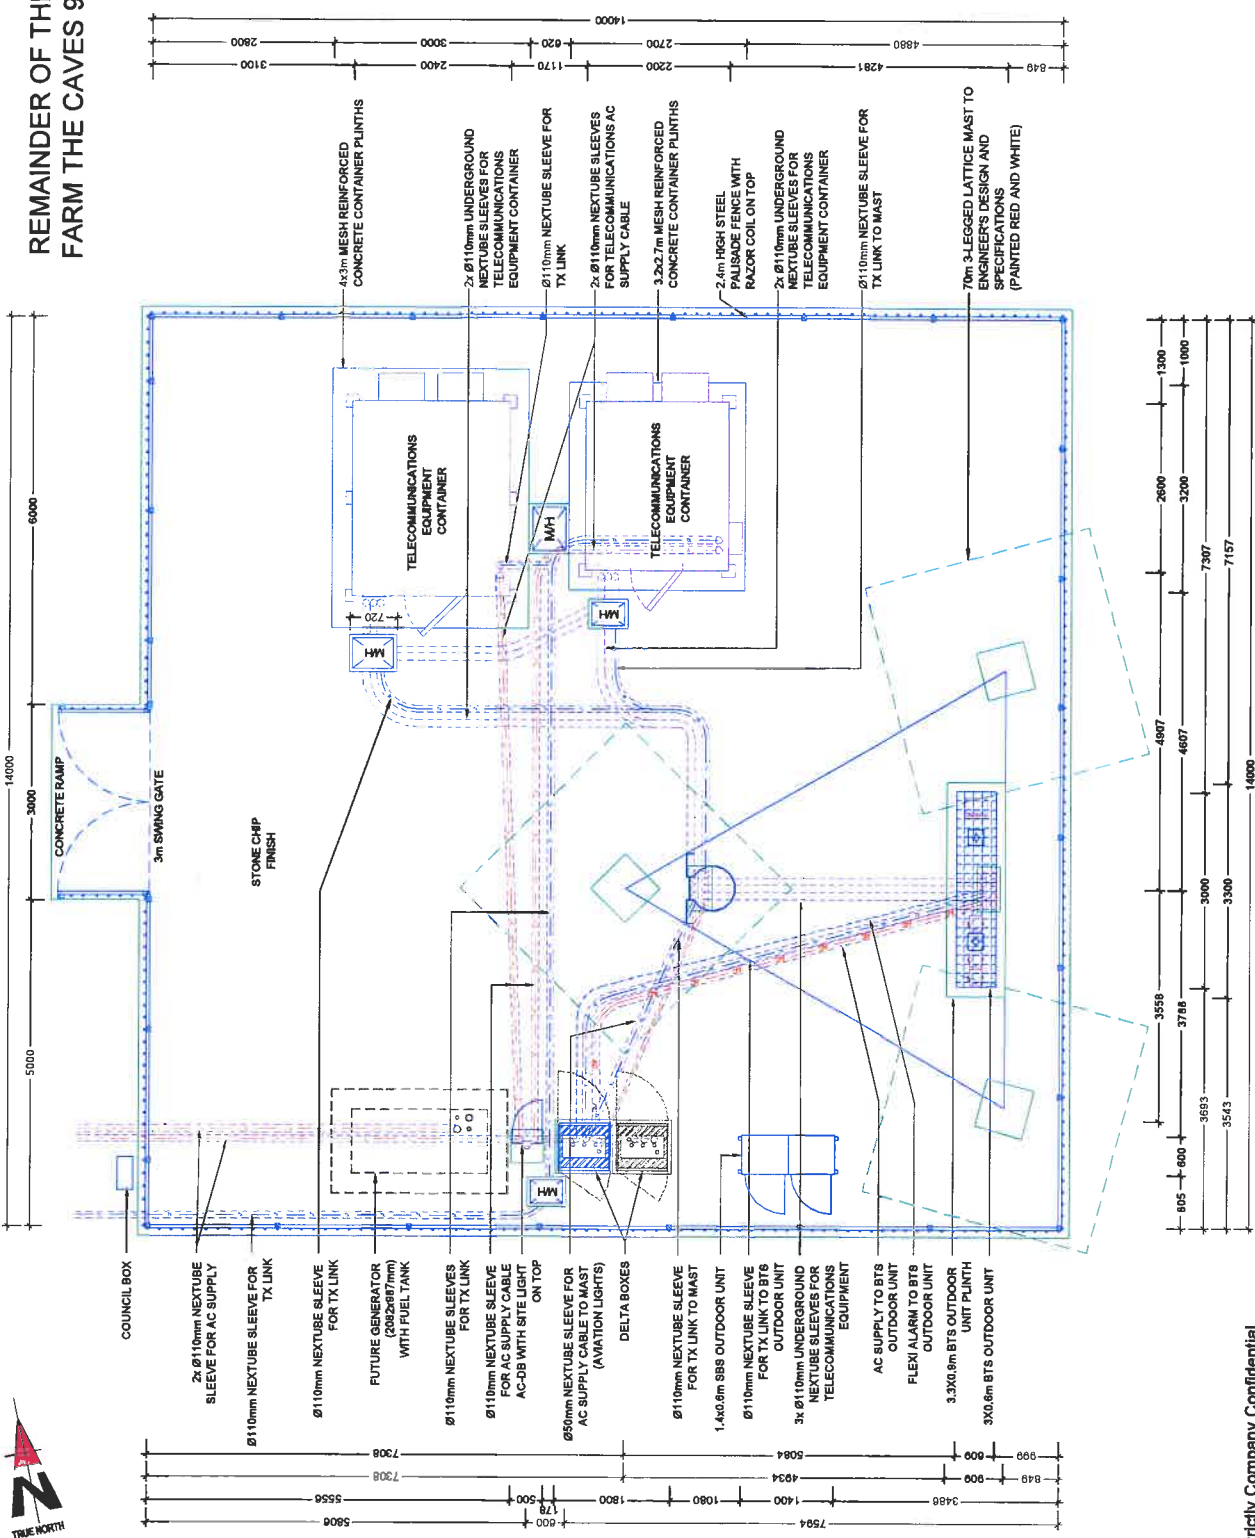 REMAINDER OF TH
FARM THE CAVES 9
14000
2800
3000
620
2700
4880
3100
2400
1170
2200
4281
849
4x3m MESH REINFORCED
CONCRETE CONTAINER PLINTHS
2x Ø110mm UNDERGROUND
NEXTUBE SLEEVES FOR
TELECOMMUNICATIONS
EQUIPMENT CONTAINER
Ø110mm NEXTUBE SLEEVE FOR
TX LINK
2x Ø110mm NEXTUBE SLEEVES
FOR TELECOMMUNICATIONS AC
SUPPLY CABLE
3.2x2.7m MESH REINFORCED
CONCRETE CONTAINER PLINTHS
2.4m HIGH STEEL
PALISADE FENCE WITH
RAZOR COIL ON TOP
2x Ø110mm UNDERGROUND
NEXTUBE SLEEVES FOR
TELECOMMUNICATIONS
EQUIPMENT CONTAINER
Ø110mm NEXTUBE SLEEVE FOR
TX LINK TO MAST
70m 3-LEGGED LATTICE MAST TO
ENGINEER'S DESIGN AND
SPECIFICATIONS
(PAINTED RED AND WHITE)
14000
6000
3000
5000
CONCRETE RAMP
3m SWING GATE
STONE CHIP
FINISH
TELECOMMUNICATIONS
EQUIPMENT
CONTAINER
TELECOMMUNICATIONS
EQUIPMENT
CONTAINER
M/H
M/H
M/H
M/H
720
1300
2600
4907
3558
1000
3200
4607
3788
600
805
7307
3000
3693
7157
3300
3543
14000
COUNCIL BOX
2x Ø110mm NEXTUBE
SLEEVE FOR AC SUPPLY
Ø110mm NEXTUBE SLEEVE FOR
TX LINK
Ø110mm NEXTUBE SLEEVE
FOR TX LINK
FUTURE GENERATOR
(2082x987mm)
WITH FUEL TANK
Ø110mm NEXTUBE SLEEVES
FOR TX LINK
Ø110mm NEXTUBE SLEEVE
FOR AC SUPPLY CABLE
AC-DB WITH SITE LIGHT
ON TOP
Ø50mm NEXTUBE SLEEVE FOR
AC SUPPLY CABLE TO MAST
(AVIATION LIGHTS)
DELTA BOXES
Ø110mm NEXTUBE SLEEVE
FOR TX LINK TO MAST
1.4x0.6m SBS OUTDOOR UNIT
Ø110mm NEXTUBE SLEEVE
FOR TX LINK TO BTS
OUTDOOR UNIT
3x Ø110mm UNDERGROUND
NEXTUBE SLEEVES FOR
TELECOMMUNICATIONS
EQUIPMENT
AC SUPPLY TO BTS
OUTDOOR UNIT
FLEXI ALARM TO BTS
OUTDOOR UNIT
3.3X0.9m BTS OUTDOOR
UNIT PLINTH
3X0.6m BTS OUTDOOR UNIT
7308
5084
609
999
7308
4934
909
849
5556
500
178
1800
1080
1400
3486
5806
600
7594
N
TRUE NORTH
rictly Company Confidential